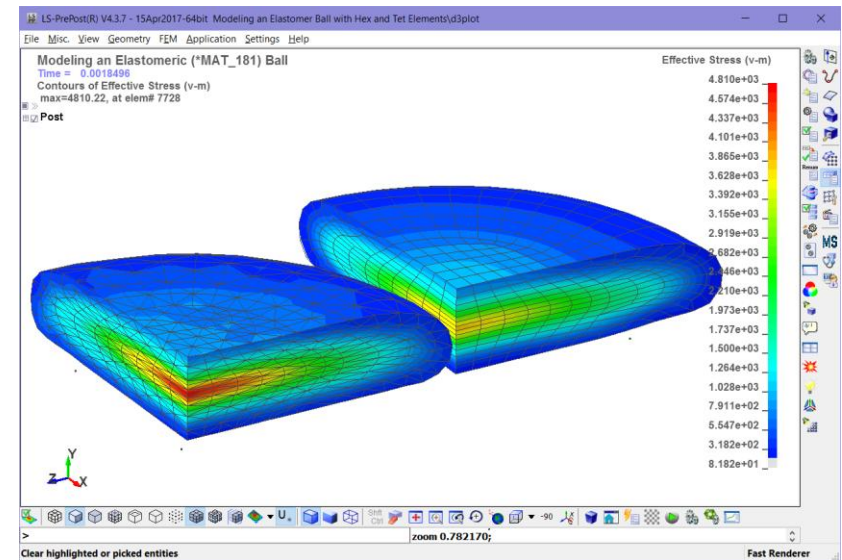 LS-PrePost(R) V4.3.7 - 15Apr2017-64bit Modeling an Elastomer Ball with Hex and Tet Elements\d3plot
File Misc. View Geometry FEM Application Settings Help
Modeling an Elastomeric (*MAT_181) Ball
Time = 0.0018496
Contours of Effective Stress (v-m)
max=4810.22, at elem# 7728
Post
Effective Stress (v-m)
4.810e+03
4.574e+03
4.337e+03
4.101e+03
3.865e+03
3.628e+03
3.392e+03
3.155e+03
2.919e+03
2.682e+03
2.446e+03
2.210e+03
1.973e+03
1.737e+03
1.500e+03
1.264e+03
1.028e+03
7.911e+02
5.547e+02
3.182e+02
8.182e+01
Y
Z X
MS
U.
Shft
Ctrl
-90
>
zoom 0.782170;
Clear highlighted or picked entities
Fast Renderer